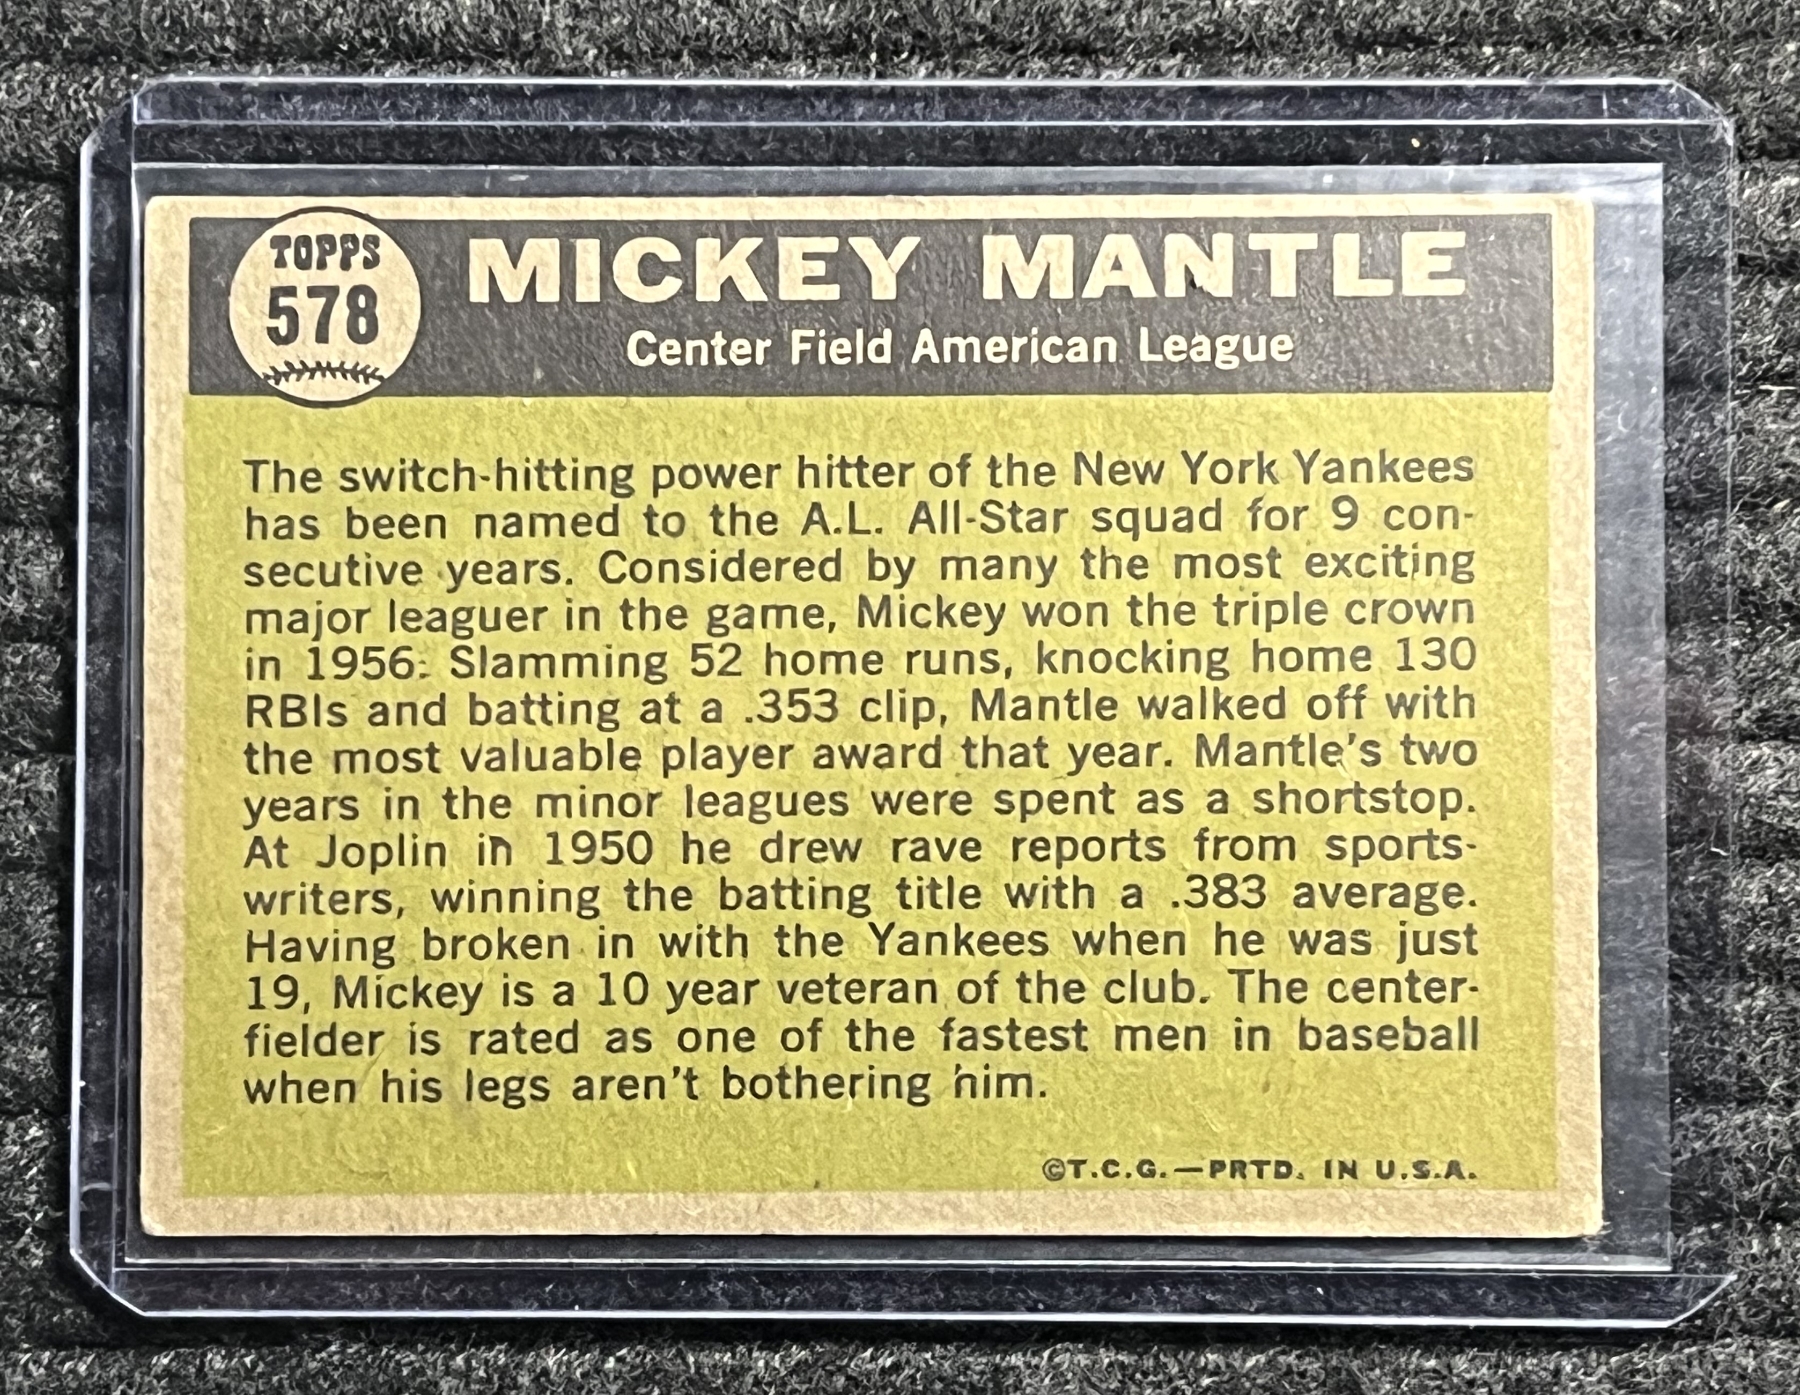 TOPPS
578
MICKEY MANTLE
Center Field American League
The switch-hitting power hitter of the New York Yankees
has been named to the A.L. All-Star squad for 9 con-
secutive years. Considered by many the most exciting
major leaguer in the game, Mickey won the triple crown
in 1956: Slamming 52 home runs, knocking home 130
RBIs and batting at a .353 clip, Mantle walked off with
the most valuable player award that year. Mantle's two
years in the minor leagues were spent as a shortstop.
At Joplin in 1950 he drew rave reports from sports-
writers, winning the batting title with a .383 average.
Having broken in with the Yankees when he was just
19, Mickey is a 10 year veteran of the club. The center-
fielder is rated as one of the fastest men in baseball
when his legs aren't bothering him.
©T.C.G.—PRTD. IN U.S.A.